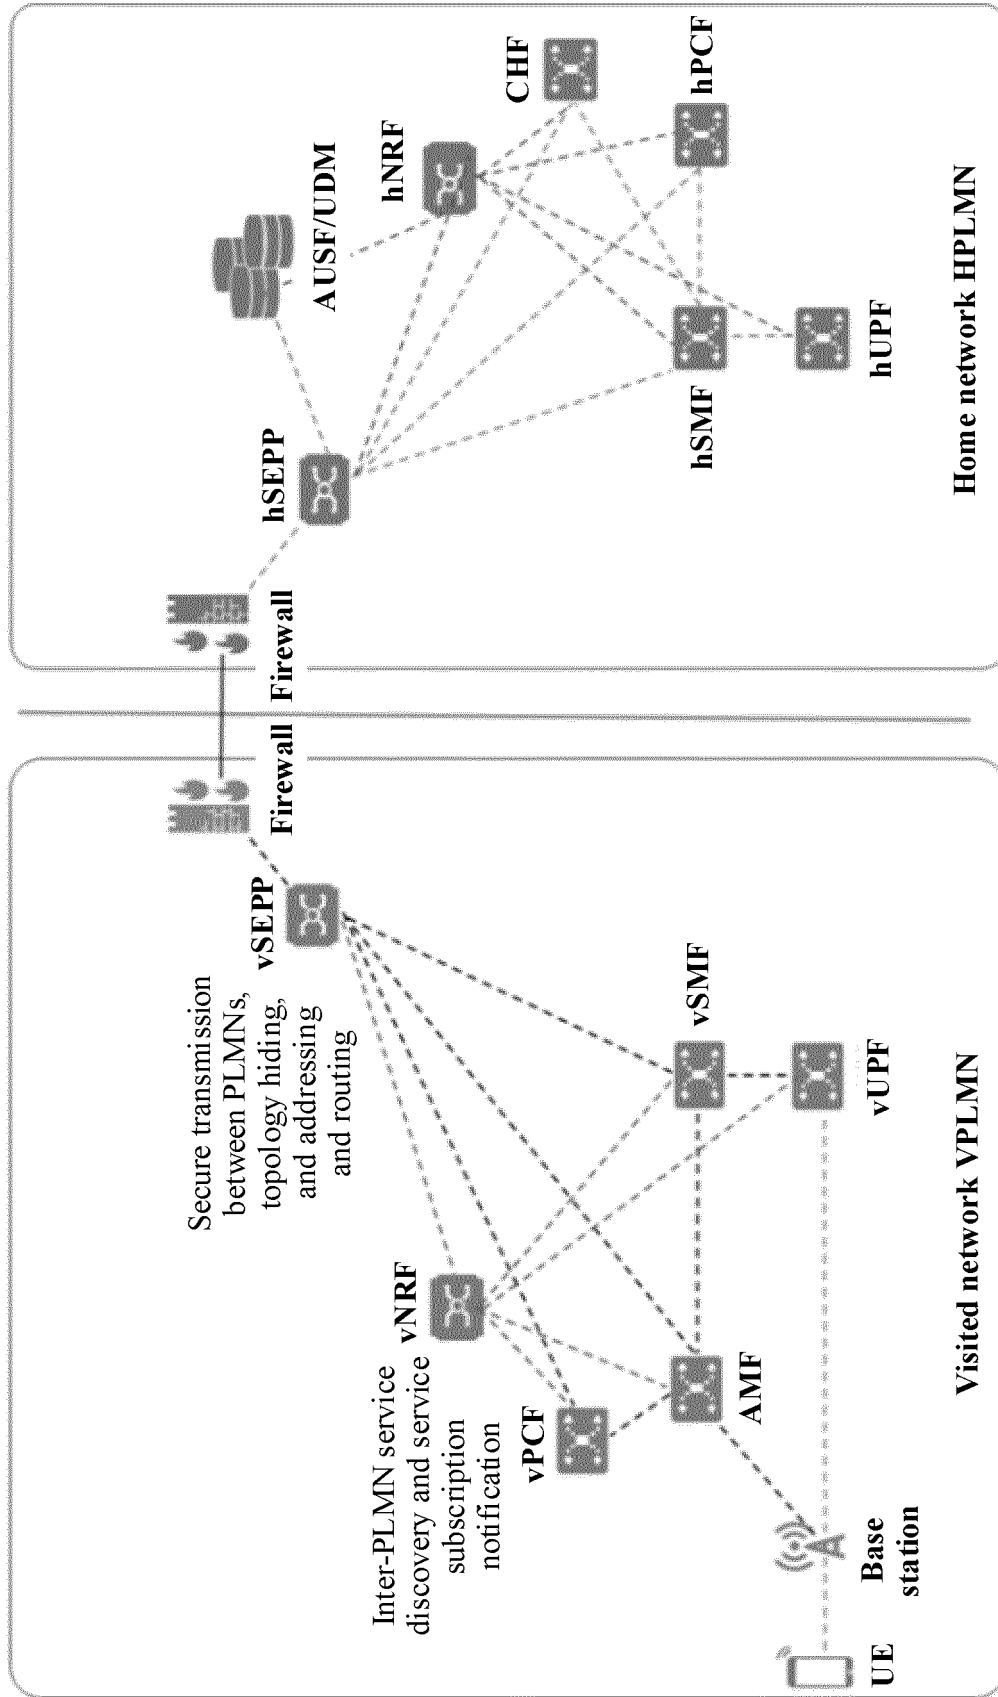 Secure transmission
between PLMNs,
topology hiding,
and addressing
and routing
vSEPP
Firewall
Firewall
hSEPP
AUSF/UDM
Inter-PLMN service
discovery and service
subscription
notification
vNRF
hNRF
CHF
vPCF
AMF
vSMF
hSMF
hPCF
UE
Base
station
vUPF
hUPF
Visited network VPLMN
Home network HPLMN